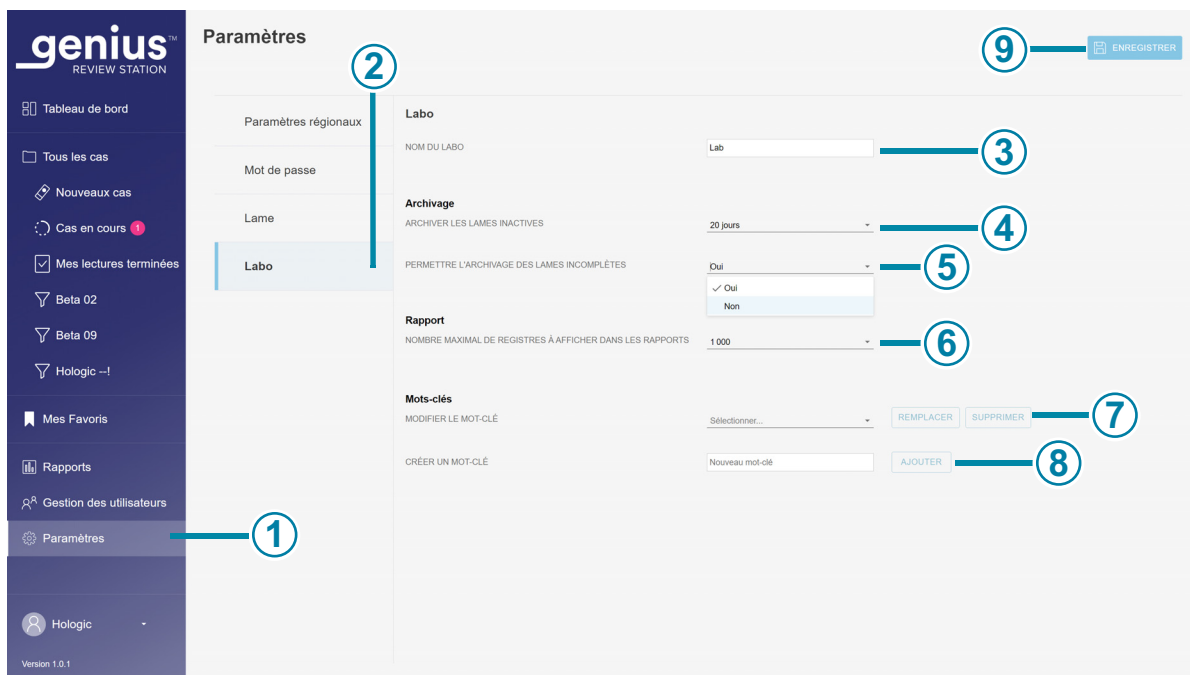 genius™
REVIEW STATION
Tableau de bord
Tous les cas
Nouveaux cas
Cas en cours 1
Mes lectures terminées
Beta 02
Beta 09
Hologic --!
Mes Favoris
Rapports
Gestion des utilisateurs
Paramètres
Hologic
Version 1.0.1
Paramètres
ENREGISTRER
Paramètres régionaux
Mot de passe
Lame
Labo
Labo
NOM DU LABO
Lab
Archivage
ARCHIVER LES LAMES INACTIVES
20 jours
PERMETTRE L'ARCHIVAGE DES LAMES INCOMPLÈTES
Oui
Oui
Non
Rapport
NOMBRE MAXIMAL DE REGISTRES À AFFICHER DANS LES RAPPORTS
1 000
Mots-clés
MODIFIER LE MOT-CLÉ
Sélectionner...
REMPLACER
SUPPRIMER
CRÉER UN MOT-CLÉ
Nouveau mot-clé
AJOUTER
1
2
3
4
5
6
7
8
9